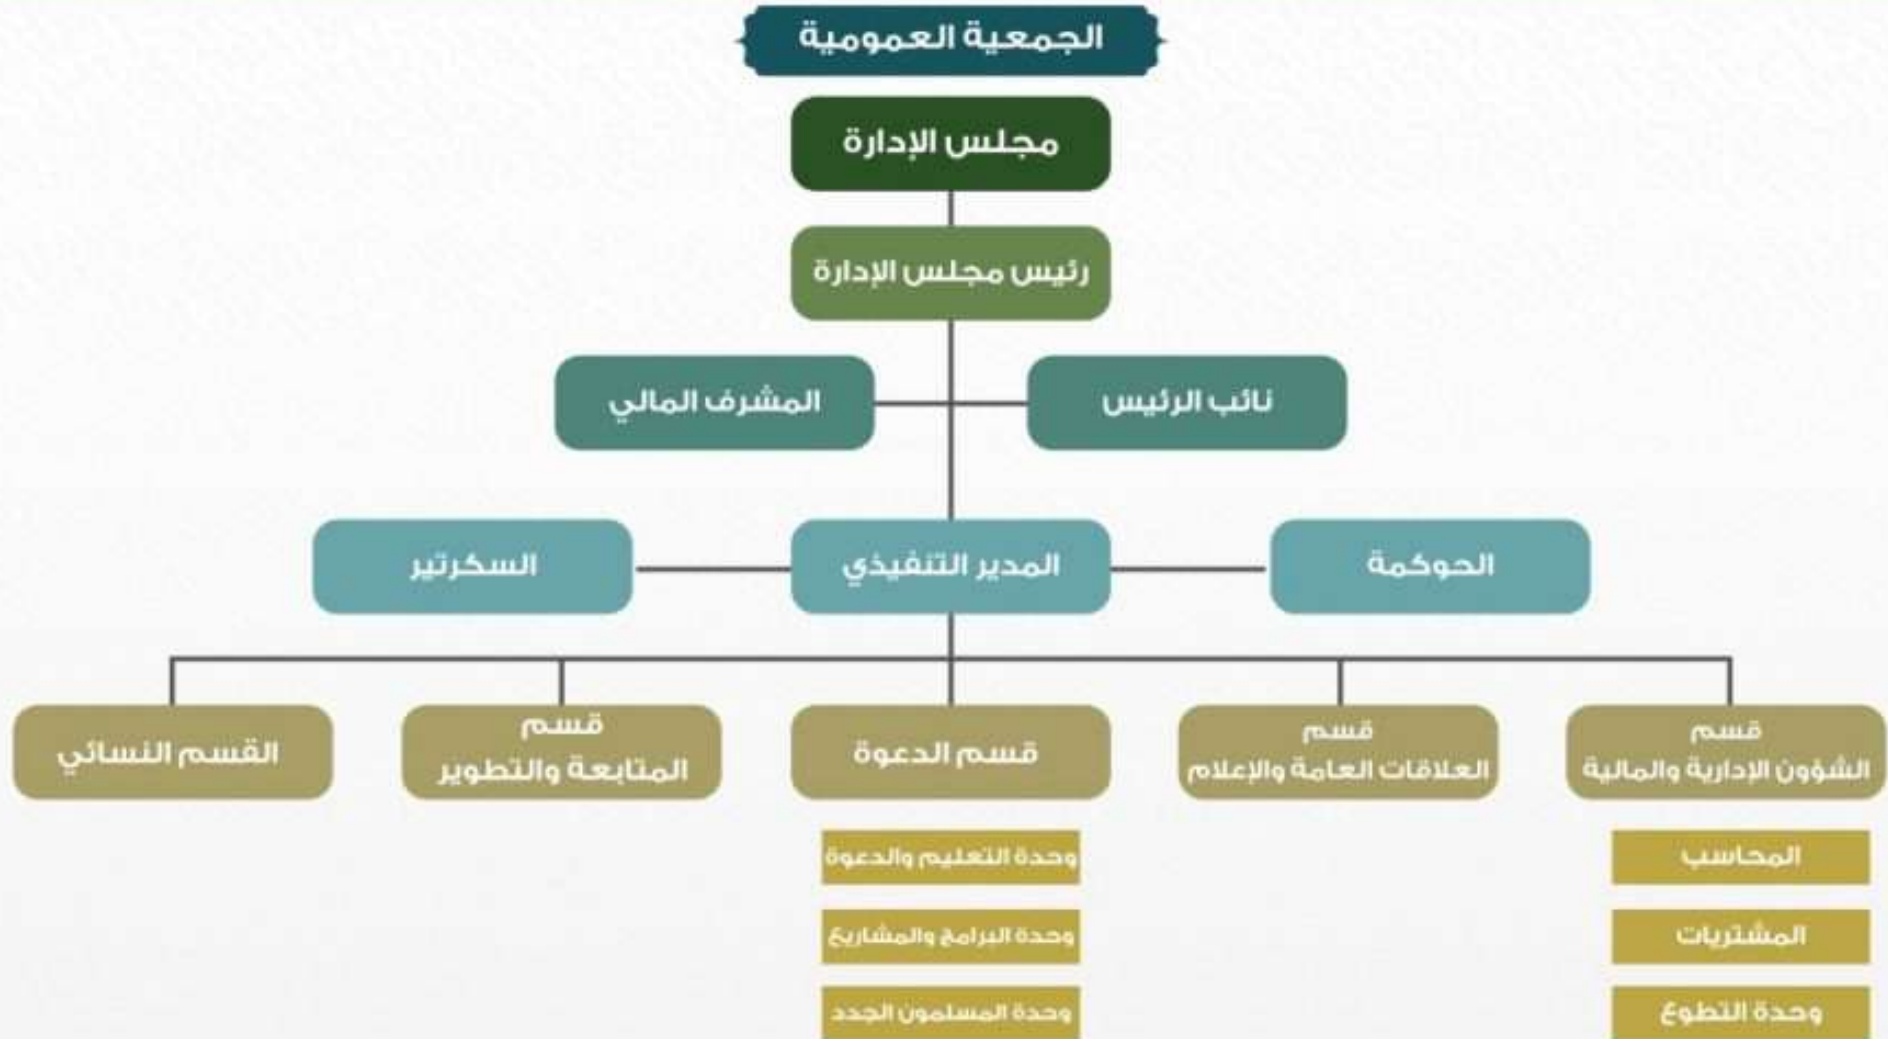 الجمعية العمومية
مجلس الإدارة
رئيس مجلس الإدارة
نائب الرئيس
المشرف المالي
الحوكمة
المدير التنفيذي
السكرتير
قسم
الشؤون الإدارية والمالية
قسم
العلاقات العامة والإعلام
قسم الدعوة
قسم
المتابعة والتطوير
القسم النسائي
المحاسب
المشتريات
وحدة التطوع
وحدة التعليم والدعوة
وحدة البرامج والمشاريع
وحدة المسلمون الجدد